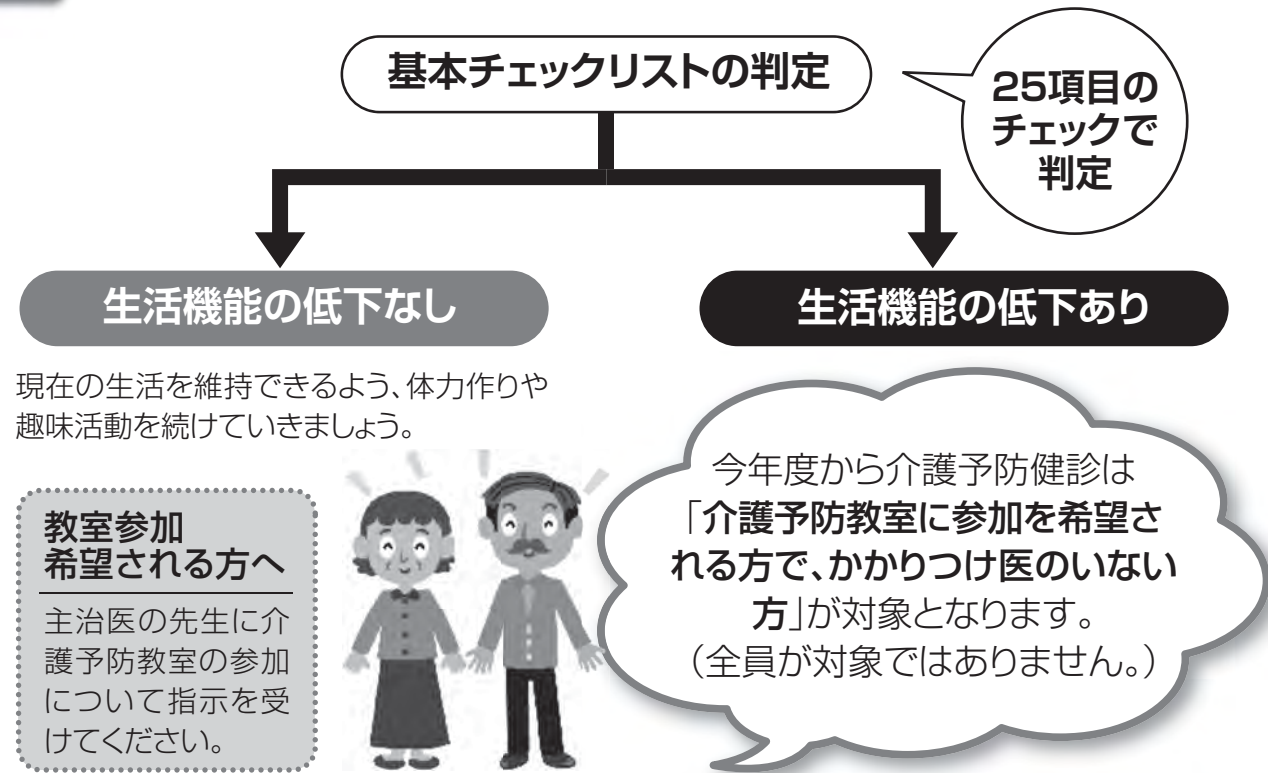 基本チェックリストの判定
25項目の
チェックで
判定
生活機能の低下なし
現在の生活を維持できるよう、体力作りや
趣味活動を続けていきましょう。
教室参加
希望される方へ
主治医の先生に介
護予防教室の参加
について指示を受
けてください。
生活機能の低下あり
今年度から介護予防健診は
「介護予防教室に参加を希望さ
れる方で、かかりつけ医のいない
方」が対象となります。
（全員が対象ではありません。）